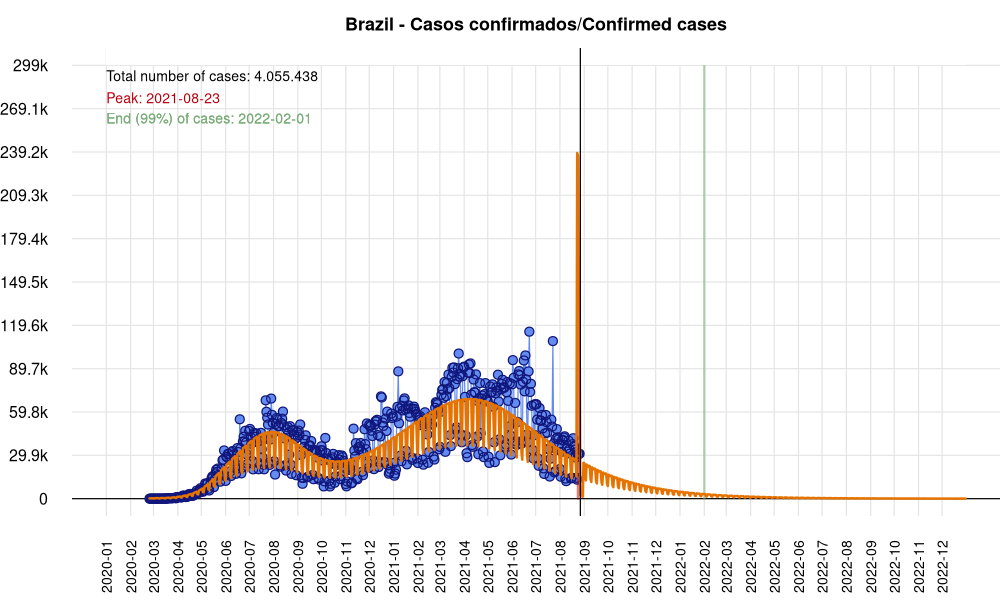 Brazil - Casos confirmados/Confirmed cases
299k
269.1k
239.2k
209.3k
179.4k
149.5k
119.6k
89.7k
59.8k
29.9k
0
Total number of cases: 4.055.438
Peak: 2021-08-23
End (99%) of cases: 2022-02-01
2020-01
2020-02
2020-03
2020-04
2020-05
2020-06
2020-07
2020-08
2020-09
2020-10
2020-11
2020-12
2021-01
2021-02
2021-03
2021-04
2021-05
2021-06
2021-07
2021-08
2021-09
2021-10
2021-11
2021-12
2022-01
2022-02
2022-03
2022-04
2022-05
2022-06
2022-07
2022-08
2022-09
2022-10
2022-11
2022-12